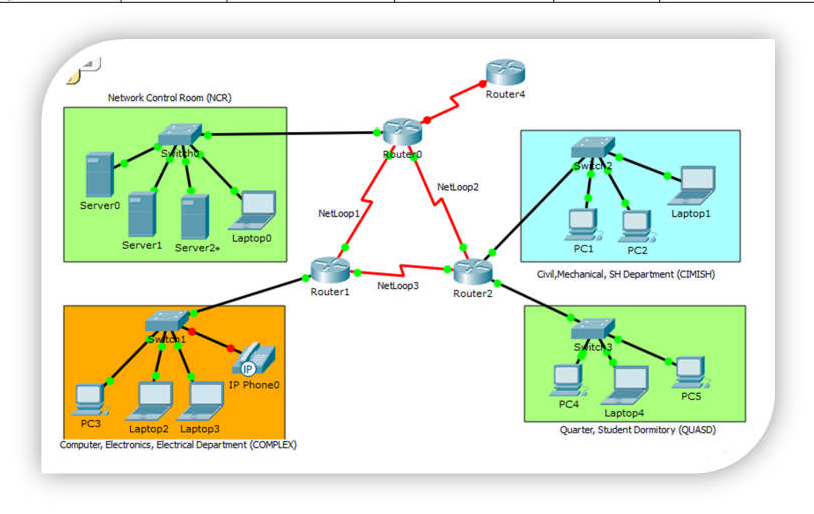 Router4
Network Control Room (NCR)
Switch0
Router0
Server0
Server1
Server2
Laptop0
NetLoop1
NetLoop2
Switch2
Laptop1
PC1
PC2
Civil,Mechanical, SH Department (CIMISH)
Router1
NetLoop3
Router2
Switch1
IP
IP Phone0
PC3
Laptop2
Laptop3
Computer, Electronics, Electrical Department (COMPLEX)
Switch3
PC4
Laptop4
PC5
Quarter, Student Dormitory (QUASD)